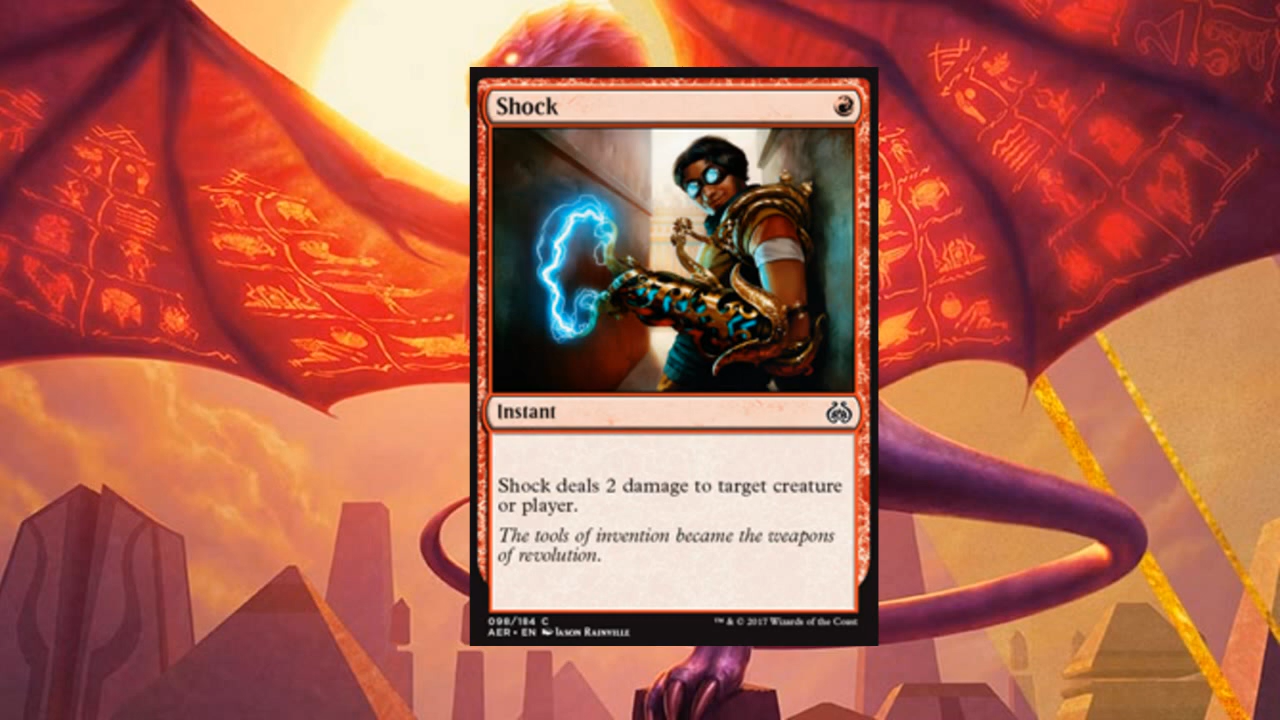 Shock
Instant
Shock deals 2 damage to target creature
or player.
The tools of invention became the weapons
of revolution.
098/184 C
AER • EN Jason Rainville
™ & © 2017 Wizards of the Coast